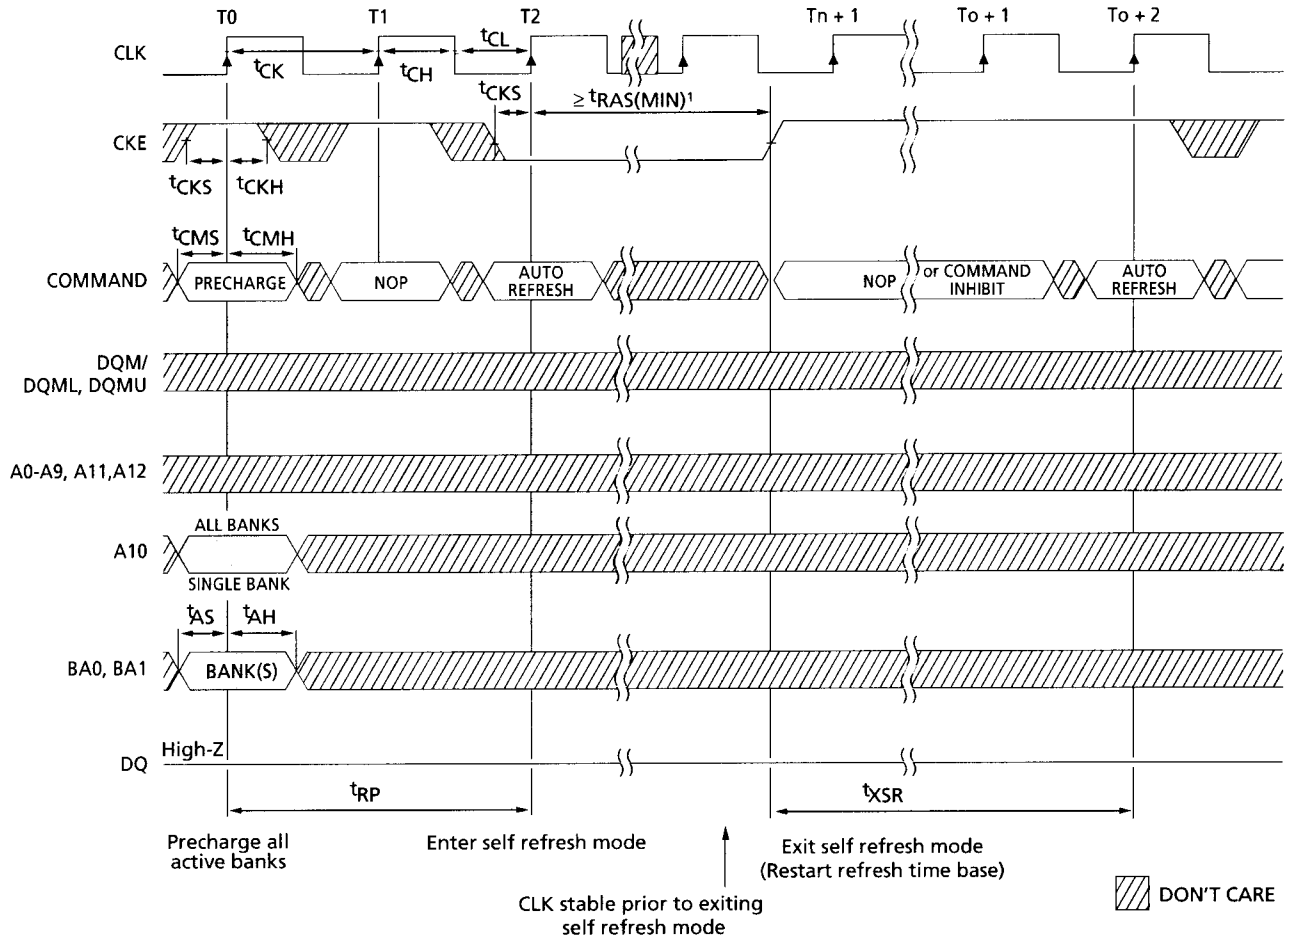 T0 T1 T2 Tn + 1 To + 1 To + 2
CLK
tCK tCH tCL
tCKS ≥ tRAS(MIN)1
CKE
tCKS tCKH
tCMS tCMH
COMMAND PRECHARGE NOP AUTO REFRESH NOP or COMMAND INHIBIT AUTO REFRESH
DQM/
DQML, DQMU
A0-A9, A11,A12
ALL BANKS
A10
SINGLE BANK
tAS tAH
BA0, BA1 BANK(S)
High-Z
DQ
tRP tXSR
Precharge all
active banks
Enter self refresh mode
CLK stable prior to exiting
self refresh mode
Exit self refresh mode
(Restart refresh time base)
DON'T CARE